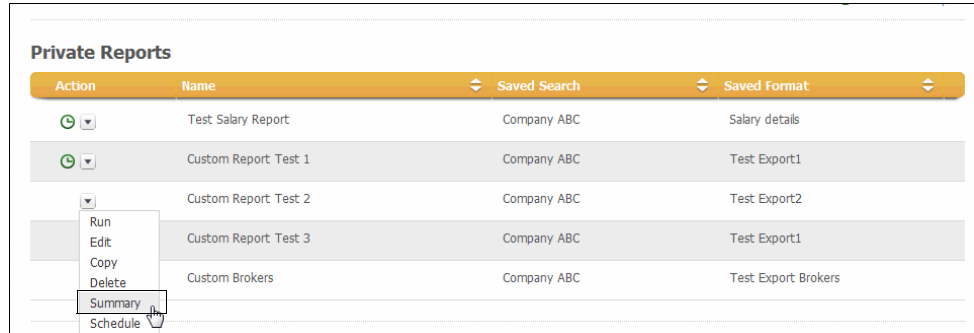 Private Reports
Action Name Saved Search Saved Format
Test Salary Report Company ABC Salary details
Custom Report Test 1 Company ABC Test Export1
Custom Report Test 2 Company ABC Test Export2
Run
Edit
Custom Report Test 3 Company ABC Test Export1
Copy
Delete
Custom Brokers Company ABC Test Export Brokers
Summary
Schedule